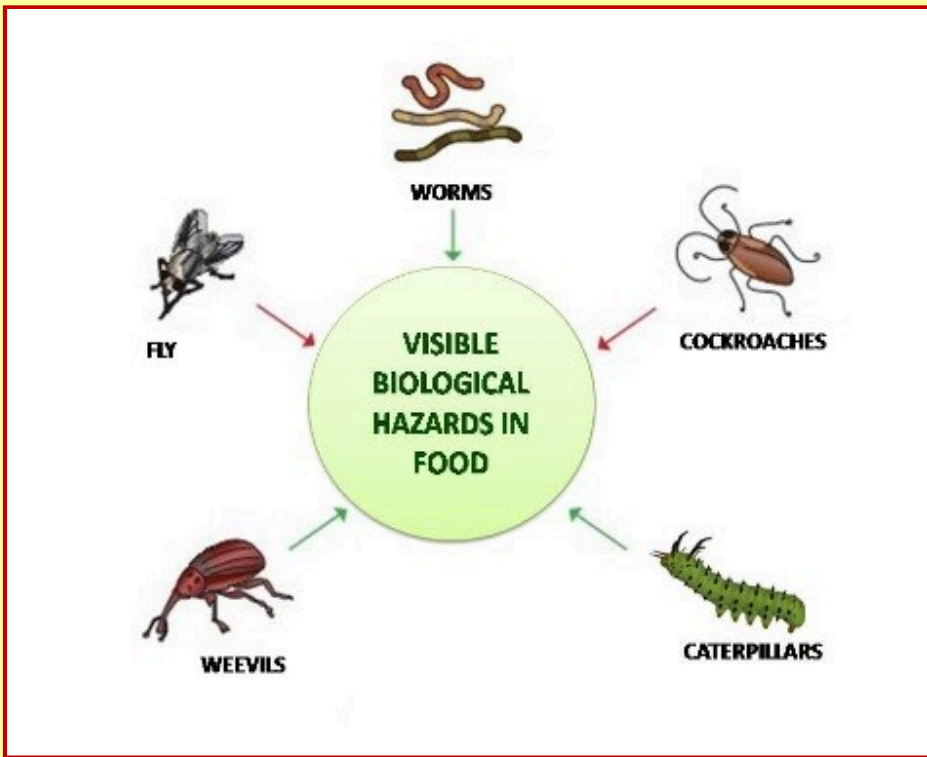 WORMS
FLY
COCKROACHES
VISIBLE
BIOLOGICAL
HAZARDS IN
FOOD
WEEVILS
CATERPILLARS